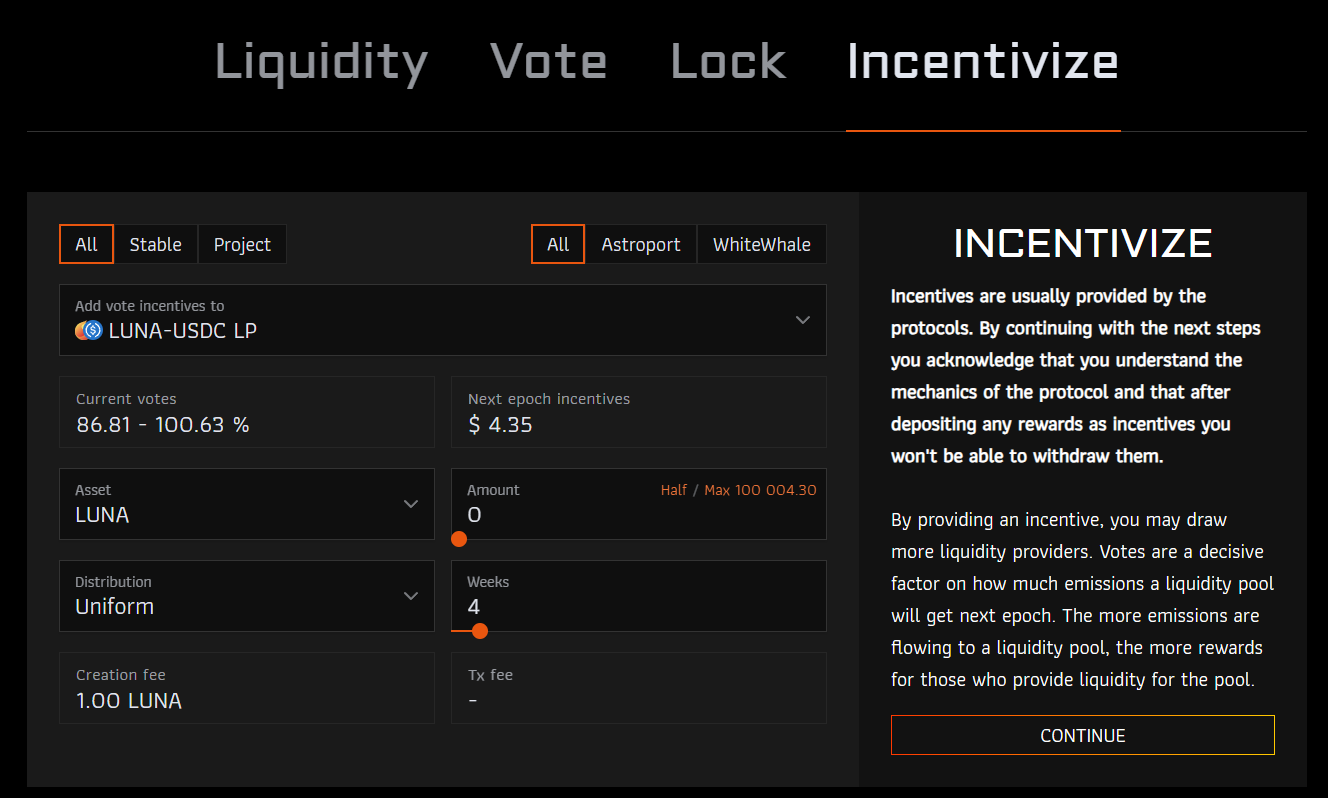 Liquidity Vote Lock Incentivize
All Stable Project All Astroport WhiteWhale
Add vote incentives to
LUNA-USDC LP
Current votes
86.81 - 100.63 %
Next epoch incentives
$ 4.35
Asset
LUNA
Amount Half / Max 100 004.30
0
Distribution
Uniform
Weeks
4
Creation fee
1.00 LUNA
Tx fee
-
INCENTIVIZE
Incentives are usually provided by the
protocols. By continuing with the next steps
you acknowledge that you understand the
mechanics of the protocol and that after
depositing any rewards as incentives you
won't be able to withdraw them.
By providing an incentive, you may draw
more liquidity providers. Votes are a decisive
factor on how much emissions a liquidity pool
will get next epoch. The more emissions are
flowing to a liquidity pool, the more rewards
for those who provide liquidity for the pool.
CONTINUE